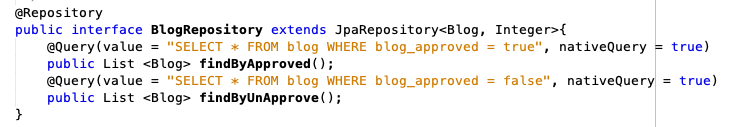 @Repository
public interface BlogRepository extends JpaRepository<Blog, Integer>{
    @Query(value = "SELECT * FROM blog WHERE blog_approved = true", nativeQuery = true)
    public List <Blog> findByApproved();
    @Query(value = "SELECT * FROM blog WHERE blog_approved = false", nativeQuery = true)
    public List <Blog> findByUnApprove();
}